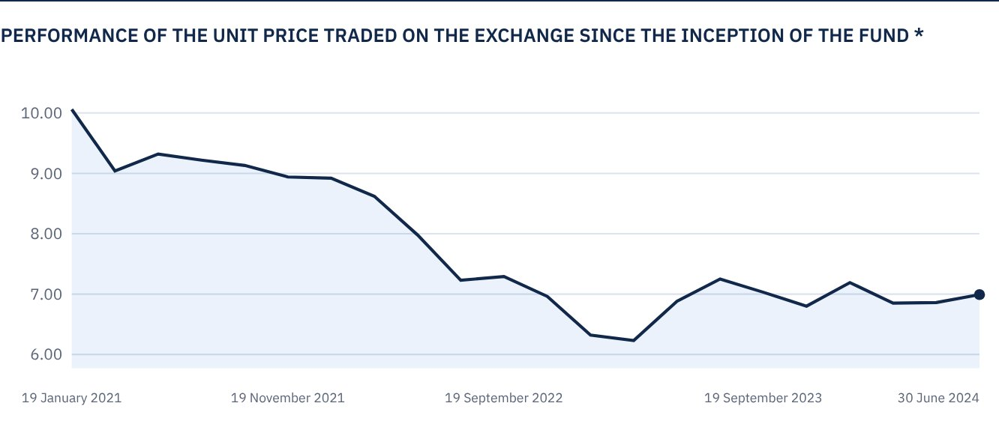 PERFORMANCE OF THE UNIT PRICE TRADED ON THE EXCHANGE SINCE THE INCEPTION OF THE FUND *
10.00
9.00
8.00
7.00
6.00
19 January 2021 19 November 2021 19 September 2022 19 September 2023 30 June 2024